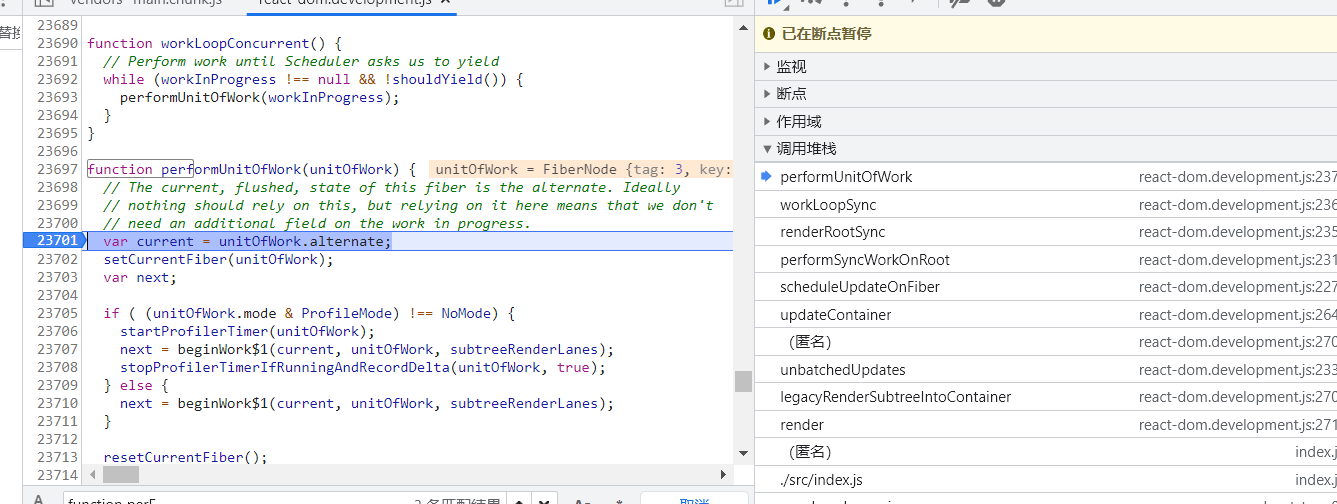 vendors~main.chunk.js
react-dom.development.js
替换
23689
23690 function workLoopConcurrent() {
23691 // Perform work until Scheduler asks us to yield
23692 while (workInProgress !== null && !shouldYield()) {
23693 performUnitOfWork(workInProgress);
23694 }
23695 }
23696
23697 function performUnitOfWork(unitOfWork) { unitOfWork = FiberNode {tag: 3, key:
23698 // The current, flushed, state of this fiber is the alternate. Ideally
23699 // nothing should rely on this, but relying on it here means that we don't
23700 // need an additional field on the work in progress.
23701 var current = unitOfWork.alternate;
23702 setCurrentFiber(unitOfWork);
23703 var next;
23704
23705 if ( (unitOfWork.mode & ProfileMode) !== NoMode) {
23706 startProfilerTimer(unitOfWork);
23707 next = beginWork$1(current, unitOfWork, subtreeRenderLanes);
23708 stopProfilerTimerIfRunningAndRecordDelta(unitOfWork, true);
23709 } else {
23710 next = beginWork$1(current, unitOfWork, subtreeRenderLanes);
23711 }
23712
23713 resetCurrentFiber();
23714
function perf
取消
已在断点暂停
监视
断点
作用域
调用堆栈
performUnitOfWork react-dom.development.js:237
workLoopSync react-dom.development.js:236
renderRootSync react-dom.development.js:235
performSyncWorkOnRoot react-dom.development.js:231
scheduleUpdateOnFiber react-dom.development.js:227
updateContainer react-dom.development.js:264
（匿名） react-dom.development.js:270
unbatchedUpdates react-dom.development.js:233
legacyRenderSubtreeIntoContainer react-dom.development.js:270
render react-dom.development.js:271
（匿名） index.j
./src/index.js